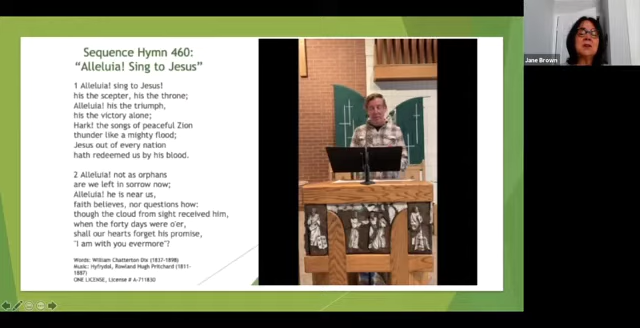 Sequence Hymn 460:
"Alleluia! Sing to Jesus"
1 Alleluia! sing to Jesus!
his the scepter, his the throne;
Alleluia! his the triumph,
his the victory alone;
Hark! the songs of peaceful Zion
thunder like a mighty flood;
Jesus out of every nation
hath redeemed us by his blood.
2 Alleluia! not as orphans
are we left in sorrow now;
Alleluia! he is near us,
faith believes, nor questions how:
though the cloud from sight received him,
when the forty days were o'er,
shall our hearts forget his promise,
"I am with you evermore"?
Words: William Chatterton Dix (1837-1898)
Music: Hyfrydol, Rowland Hugh Pritchard (1811-
1887)
ONE LICENSE, License # A-711830
Jane Brown